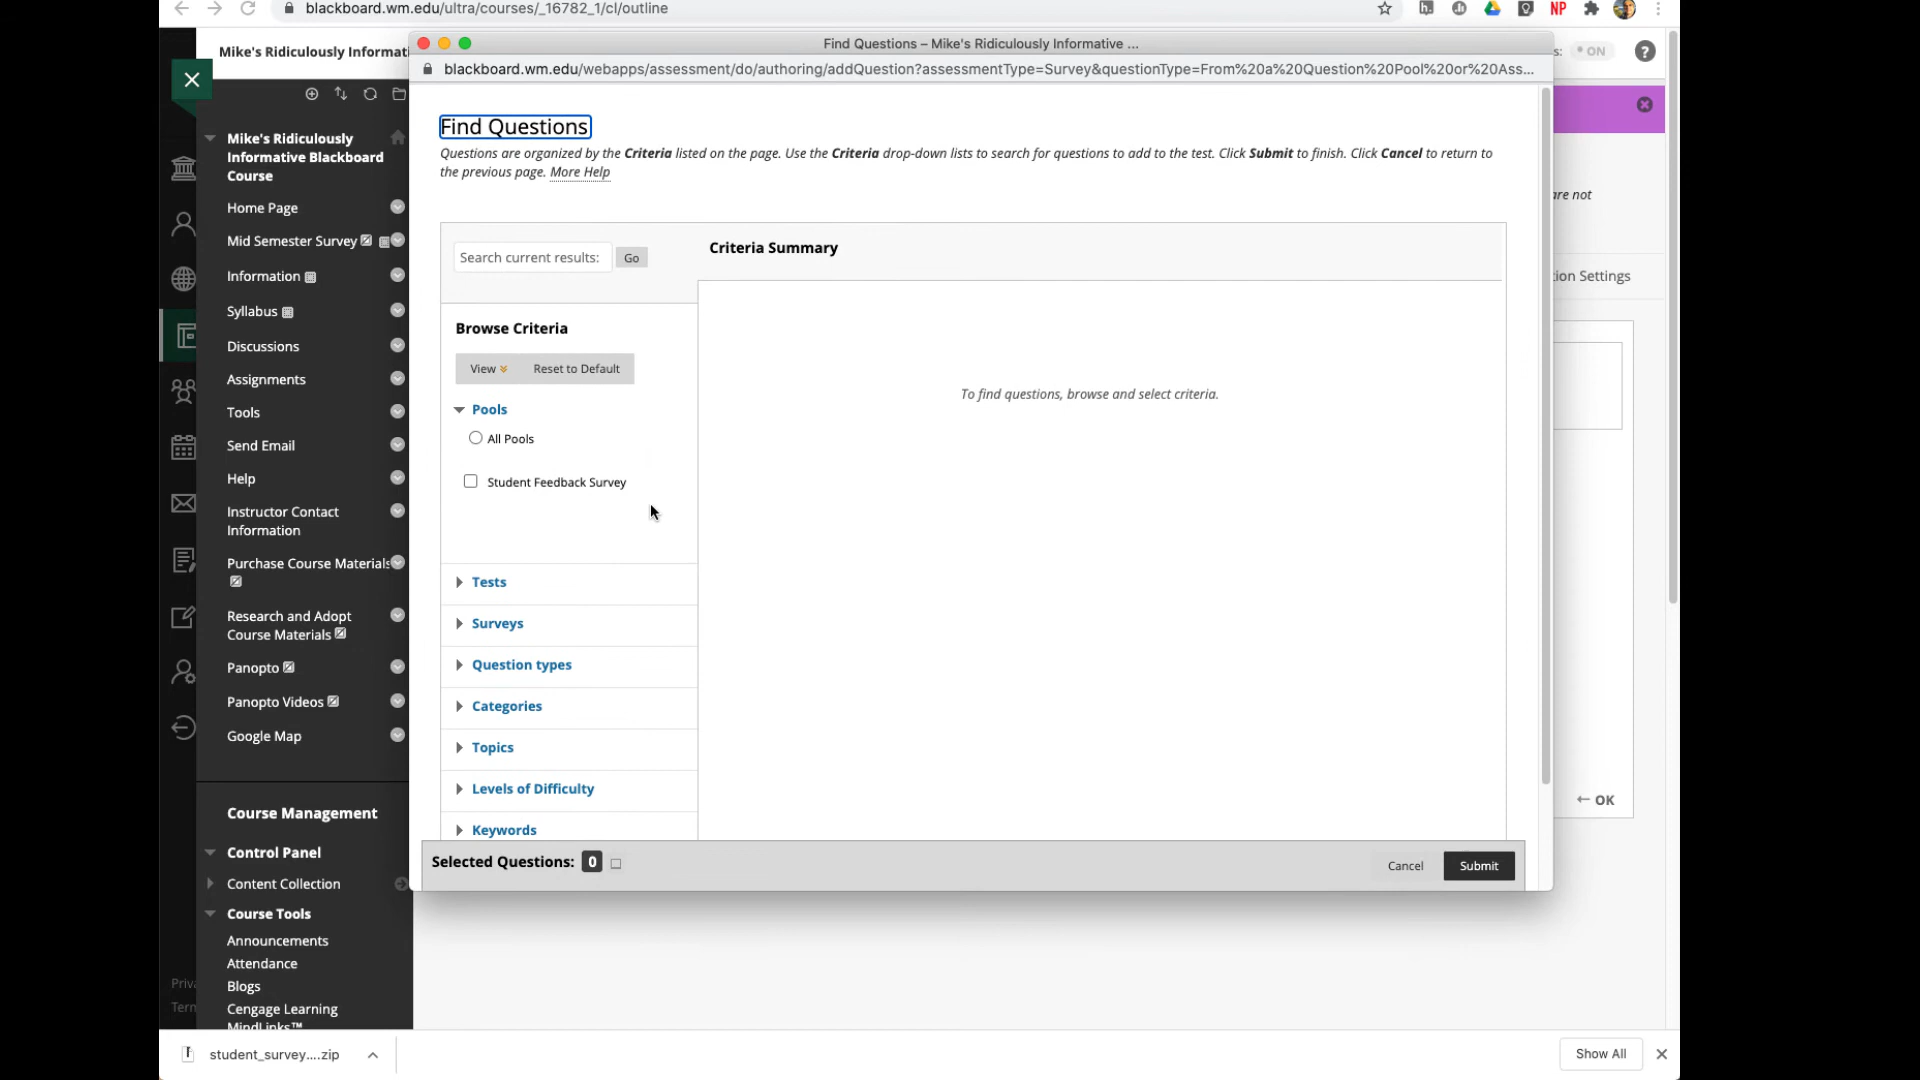 blackboard.wm.edu/ultra/courses/_16782_1/cl/outline
NP
Mike's Ridiculously Informati
Find Questions – Mike's Ridiculously Informative ...
s:
ON
?
blackboard.wm.edu/webapps/assessment/do/authoring/addQuestion?assessmentType=Survey&questionType=From%20a%20Question%20Pool%20or%20Ass...
Mike's Ridiculously
Informative Blackboard
Course
Home Page
Mid Semester Survey
Information
Syllabus
Discussions
Assignments
Tools
Send Email
Help
Instructor Contact
Information
Purchase Course Materials
Research and Adopt
Course Materials
Panopto
Panopto Videos
Google Map
Course Management
Control Panel
Content Collection
Course Tools
Announcements
Attendance
Blogs
Cengage Learning
MindLinks™
Priva
Term
Find Questions
Questions are organized by the Criteria listed on the page. Use the Criteria drop-down lists to search for questions to add to the test. Click Submit to finish. Click Cancel to return to
the previous page. More Help
Search current results:
Go
Criteria Summary
Browse Criteria
View
Reset to Default
To find questions, browse and select criteria.
Pools
All Pools
Student Feedback Survey
Tests
Surveys
Question types
Categories
Topics
Levels of Difficulty
Keywords
Selected Questions: 0
Cancel
Submit
are not
ion Settings
← OK
student_survey....zip
Show All